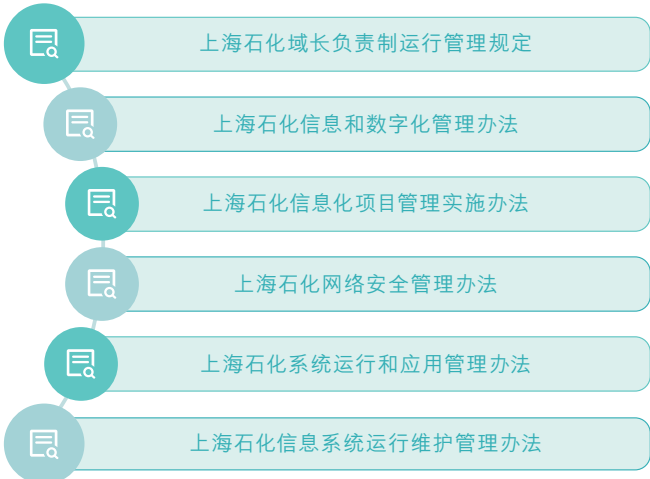 上海石化域长负责制运行管理规定
上海石化信息和数字化管理办法
上海石化信息化项目管理实施办法
上海石化网络安全管理办法
上海石化系统运行和应用管理办法
上海石化信息系统运行维护管理办法